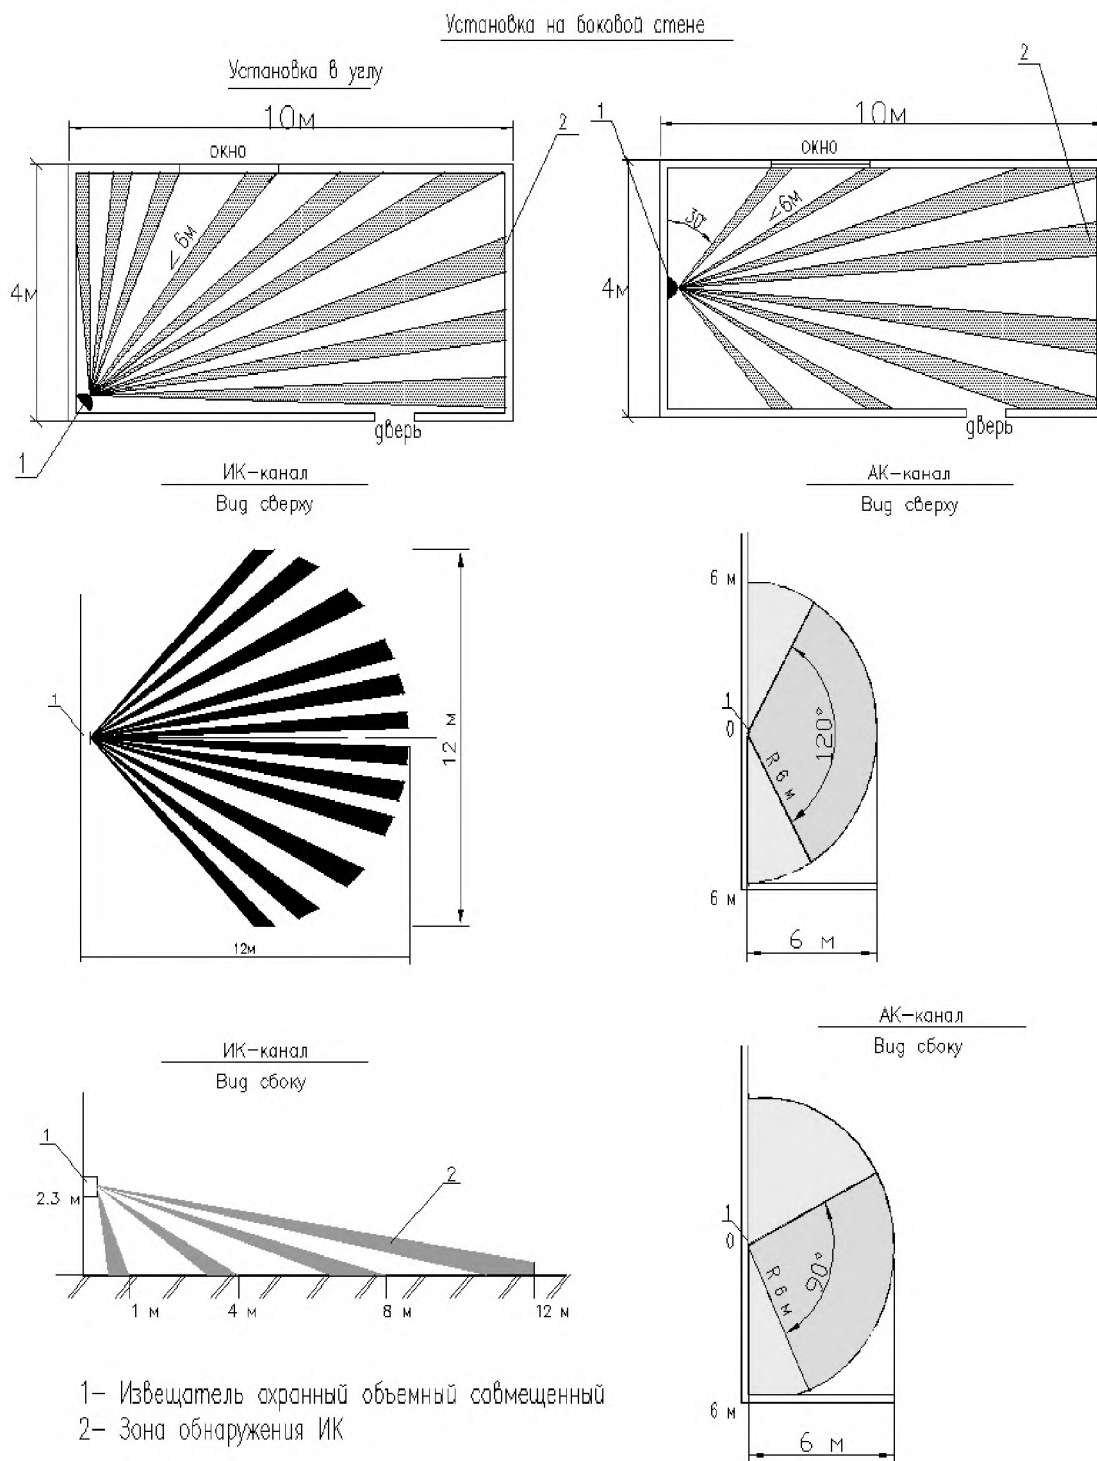 Установка на боковой стене
Установка в углу
2
1
10м
10м
2
окно
окно
<6м
<6м
30
4м
4м
дверь
дверь
1
ИК-канал
Вид сверху
АК-канал
Вид сверху
6 м
1
1
0
120°
R 6 м
12 м
6 м
12м
6 м
АК-канал
Вид сбоку
ИК-канал
Вид сбоку
1
2
2.3 м
1
0
90°
R 6 м
1 м
4 м
8 м
12 м
1- Извещатель охранный объемный совмещенный
2- Зона обнаружения ИК
6 м
6 м